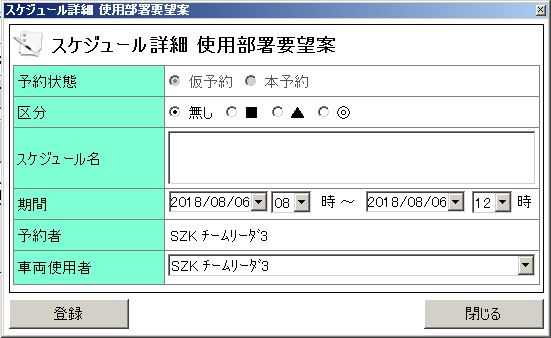 スケジュール詳細 使用部署要望案
スケジュール詳細 使用部署要望案
予約状態 仮予約 本予約
区分 無し ■ ▲ ◎
スケジュール名
期間 2018/08/06 08 時 ～ 2018/08/06 12 時
予約者 SZK チームリーダ3
車両使用者 SZK チームリーダ3
登録 閉じる